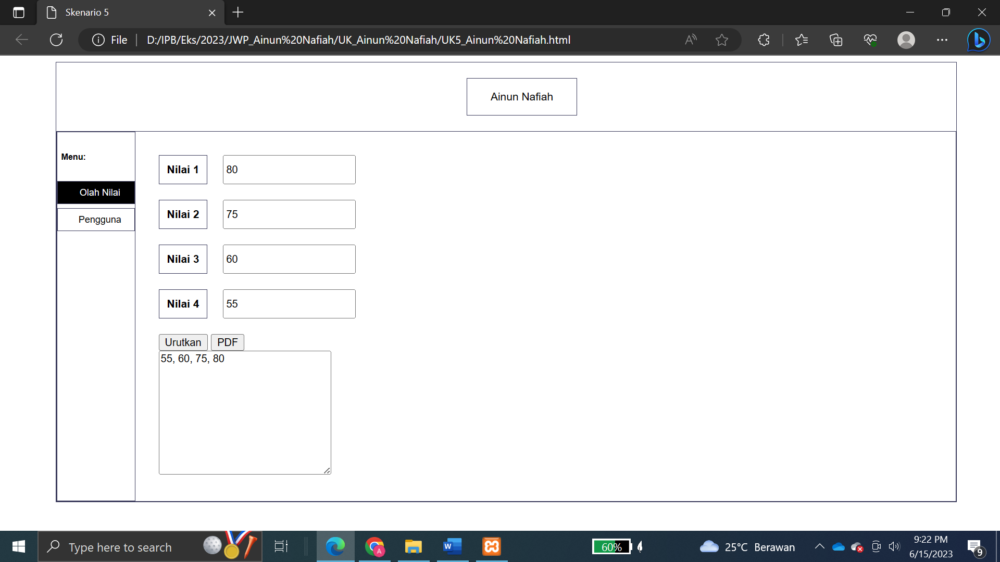 Skenario 5
File D:/IPB/Eks/2023/JWP_Ainun%20Nafiah/UK_Ainun%20Nafiah/UK5_Ainun%20Nafiah.html
Ainun Nafiah
Menu:
Olah Nilai
Pengguna
Nilai 1 80
Nilai 2 75
Nilai 3 60
Nilai 4 55
Urutkan PDF
55, 60, 75, 80
Type here to search
60%
25°C Berawan
9:22 PM
6/15/2023
9